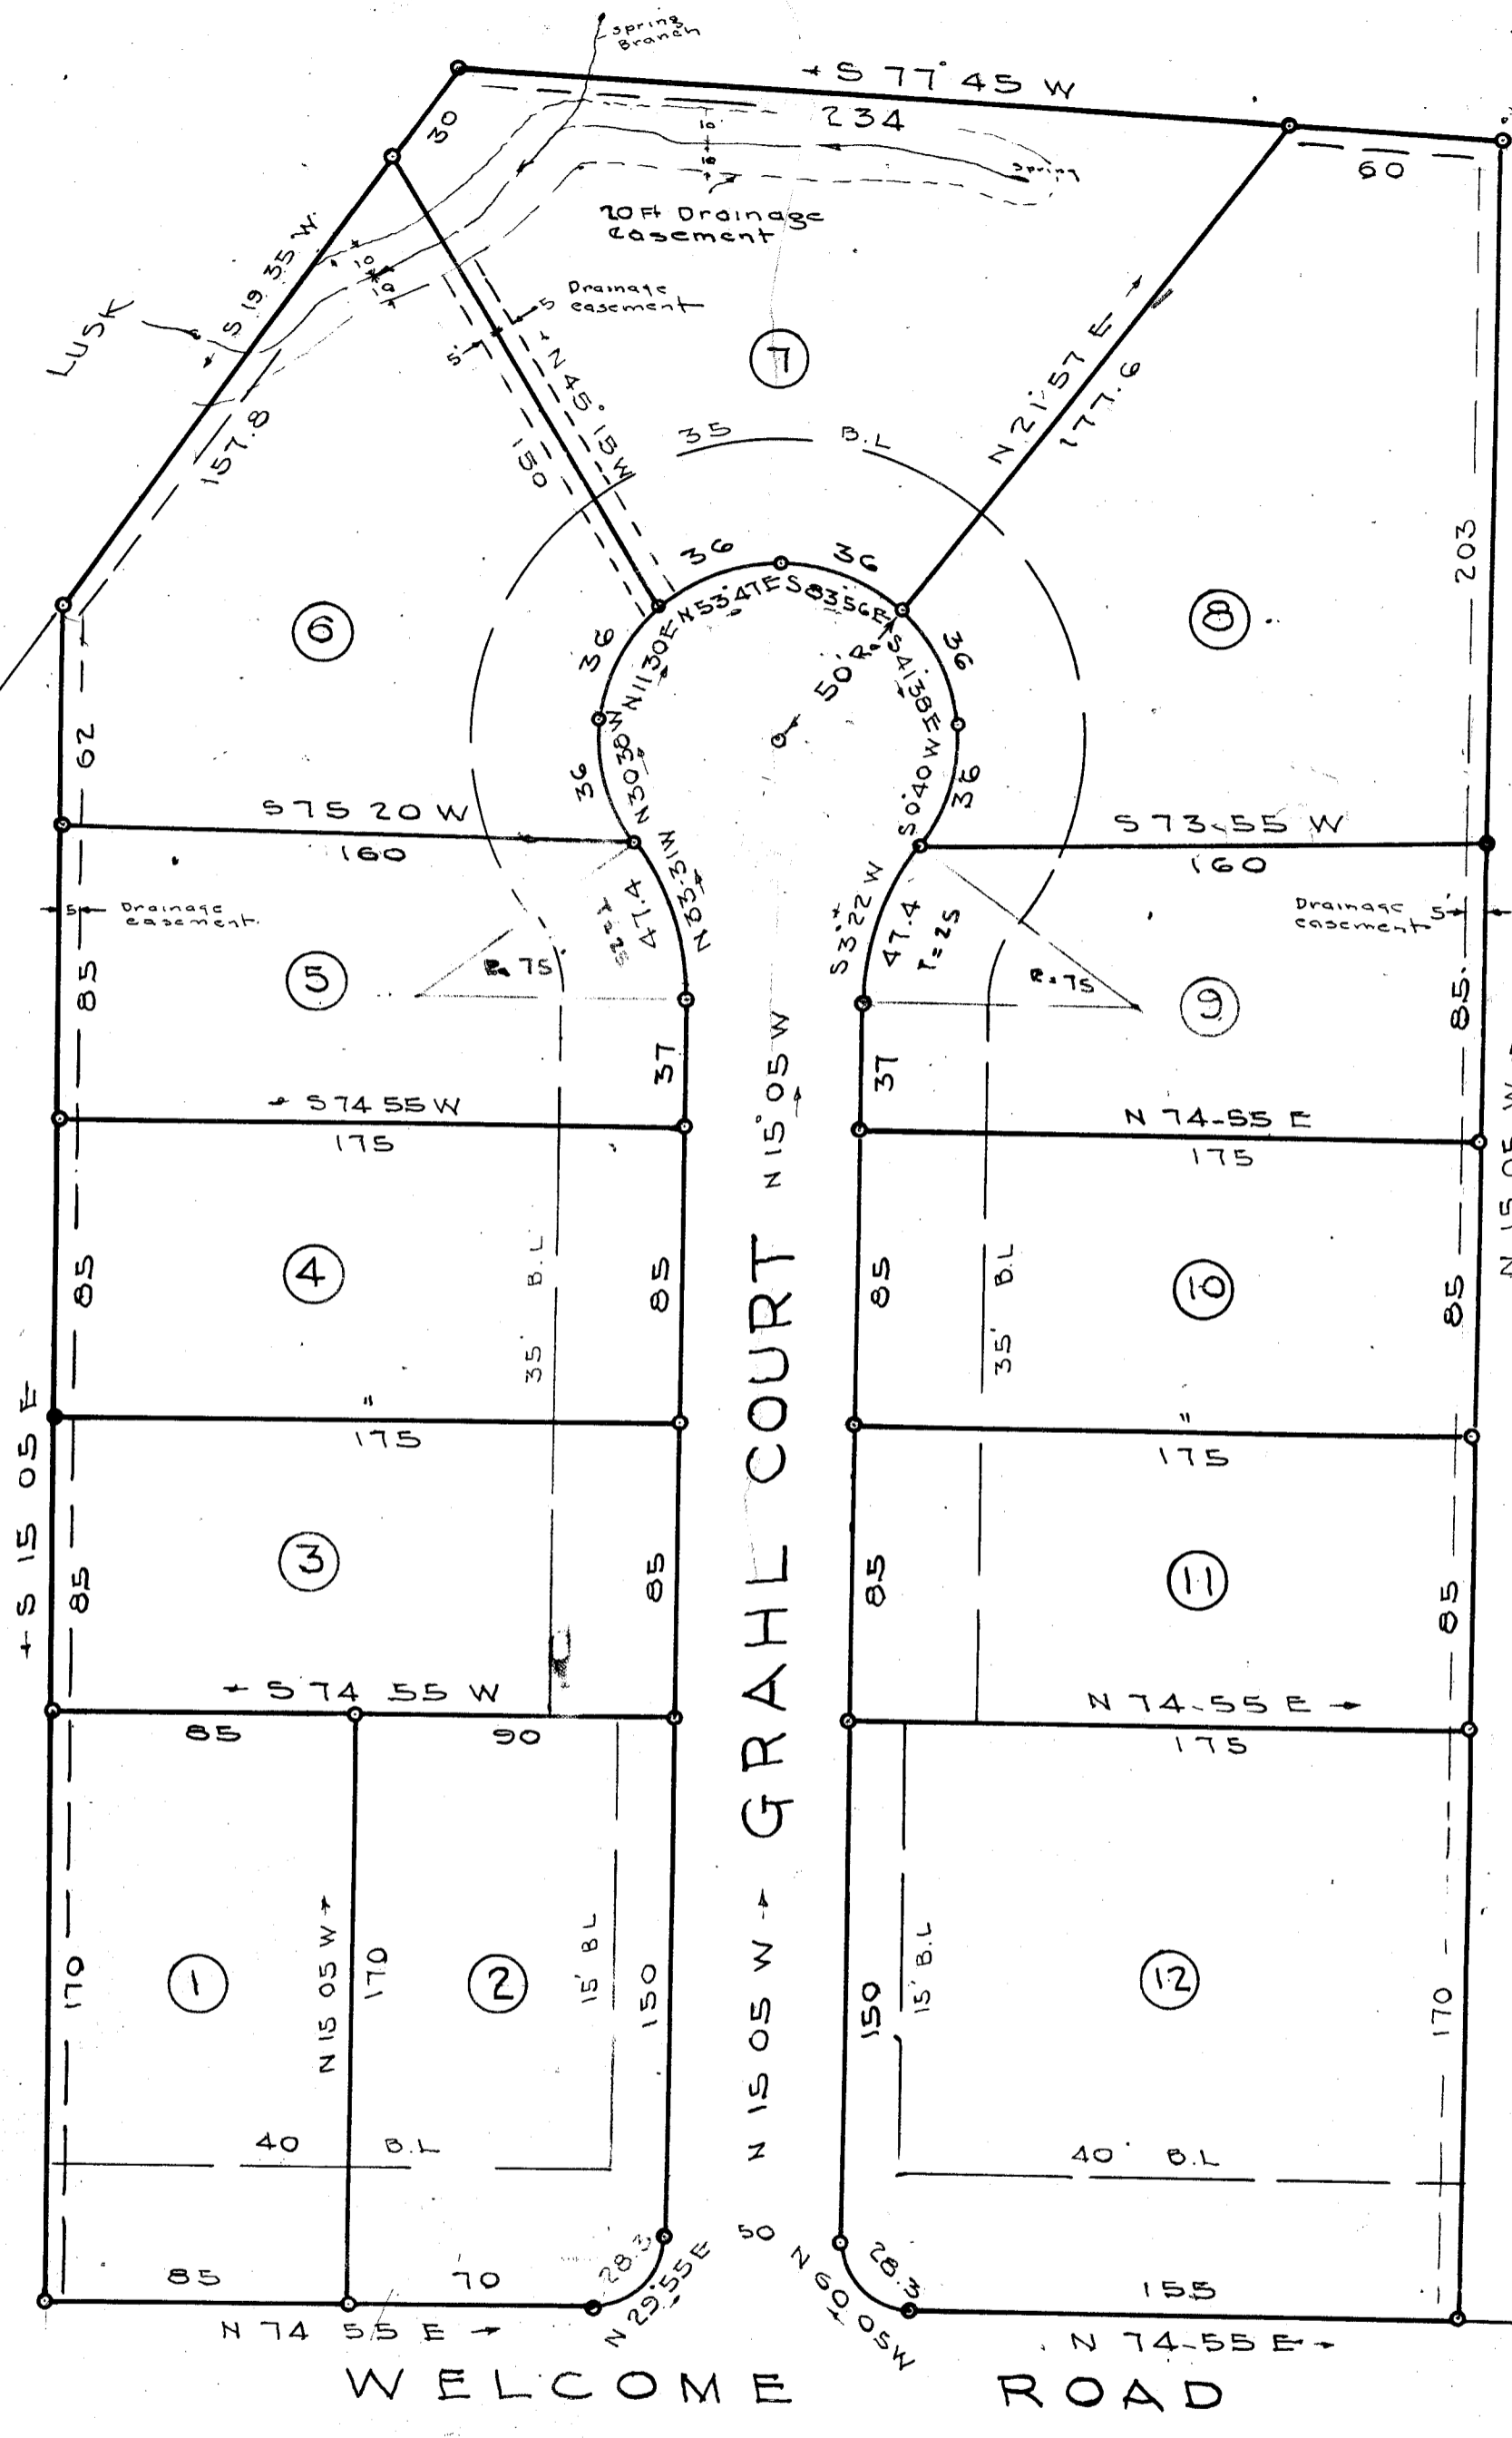 spring
Branch
S 77° 45 W
234
30
60
10
10
spring
20 Ft Drainage
easement
S 19 35 W
10
10
LUSK
Drainage
easement
5
5'
157.8
N 45° 15 W
150
7
N 21° 57 E
177.6
35 B.L
203
36
36
N 53° 47 E
S 83° 56 E
6
8
36
N 11° 30 E
50' R.
S 41° 38 E
36
62
36
N 30° 38 W
S 0° 40 W
36
S 75 20 W
160
S 73-55 W
160
5
Drainage
easement.
47.4
S 3° 22 W
47.4
T=25
Drainage
easement
5'
85
5
R. 75
R=75
9
85
37
N 15° 05 W
37
S 74 55 W
175
N 74-55 E
175
N 15 05 W
85
4
35' B.L
85
85
35' B.L
10
85
S 15 05 E
"
175
"
175
85
3
85
GRAHL COURT
85
11
85
S 74 55 W
85
90
N 74-55 E
175
170
1
N 15 05 W
170
2
15' BL
150
N 15 05 W
150
15' B.L
12
170
40 B.L
40' B.L
85
70
28.3
50
28.3
155
N 74 55 E
N 29° 55 E
N 60 05 W
N 74-55 E
WELCOME ROAD